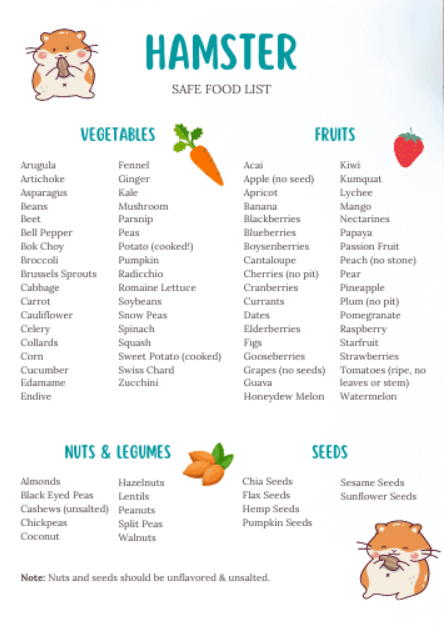 HAMSTER
SAFE FOOD LIST
VEGETABLES
Arugula
Artichoke
Asparagus
Beans
Beet
Bell Pepper
Bok Choy
Broccoli
Brussels Sprouts
Cabbage
Carrot
Cauliflower
Celery
Collards
Corn
Cucumber
Edamame
Endive
Fennel
Ginger
Kale
Mushroom
Parsnip
Peas
Potato (cooked!)
Pumpkin
Radicchio
Romaine Lettuce
Soybeans
Snow Peas
Spinach
Squash
Sweet Potato (cooked)
Swiss Chard
Zucchini
FRUITS
Acai
Apple (no seed)
Apricot
Banana
Blackberries
Blueberries
Boysenberries
Cantaloupe
Cherries (no pit)
Cranberries
Currants
Dates
Elderberries
Figs
Gooseberries
Grapes (no seeds)
Guava
Honeydew Melon
Kiwi
Kumquat
Lychee
Mango
Nectarines
Papaya
Passion Fruit
Peach (no stone)
Pear
Pineapple
Plum (no pit)
Pomegranate
Raspberry
Starfruit
Strawberries
Tomatoes (ripe, no
leaves or stem)
Watermelon
NUTS & LEGUMES
Almonds
Black Eyed Peas
Cashews (unsalted)
Chickpeas
Coconut
Hazelnuts
Lentils
Peanuts
Split Peas
Walnuts
SEEDS
Chia Seeds
Flax Seeds
Hemp Seeds
Pumpkin Seeds
Sesame Seeds
Sunflower Seeds
Note: Nuts and seeds should be unflavored & unsalted.